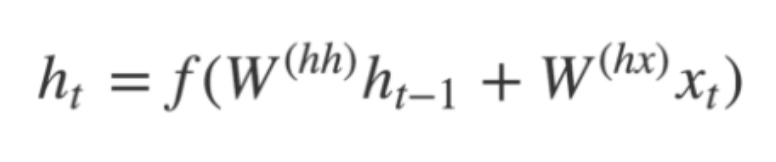 h_t = f(W^{(hh)}h_{t-1} + W^{(hx)}x_t)